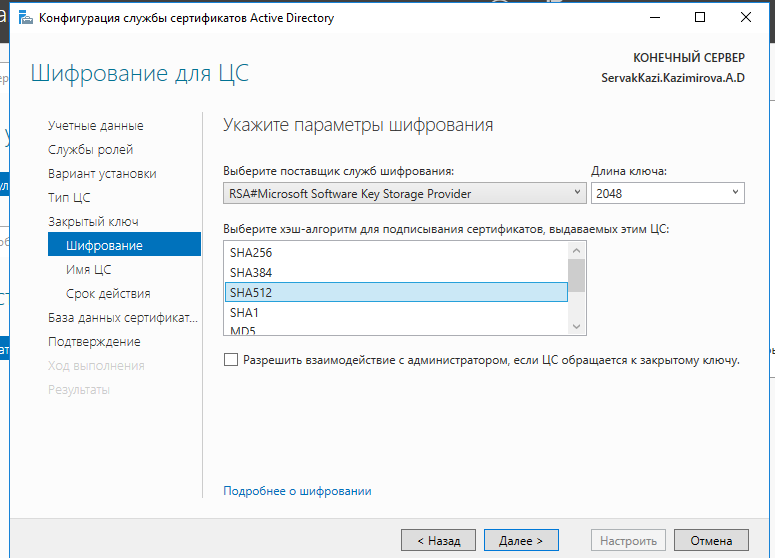 Конфигурация службы сертификатов Active Directory
Шифрование для ЦС
КОНЕЧНЫЙ СЕРВЕР
ServakKazi.Kazimirova.A.D
Учетные данные
Службы ролей
Вариант установки
Тип ЦС
Закрытый ключ
Шифрование
Имя ЦС
Срок действия
База данных сертификат...
Подтверждение
Ход выполнения
Результаты
Укажите параметры шифрования
Выберите поставщик служб шифрования:
Длина ключа:
RSA#Microsoft Software Key Storage Provider
2048
Выберите хэш-алгоритм для подписывания сертификатов, выдаваемых этим ЦС:
SHA256
SHA384
SHA512
SHA1
MD5
Разрешить взаимодействие с администратором, если ЦС обращается к закрытому ключу.
Подробнее о шифровании
< Назад
Далее >
Настроить
Отмена